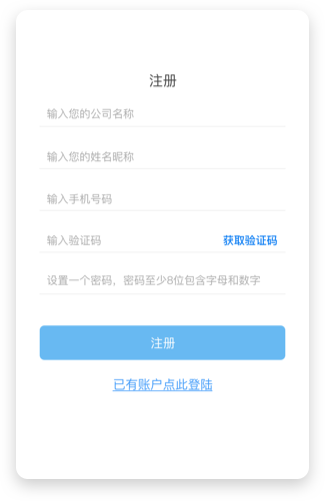 注册
输入您的公司名称
输入您的姓名昵称
输入手机号码
输入验证码 获取验证码
设置一个密码，密码至少8位包含字母和数字
注册
已有账户点此登陆